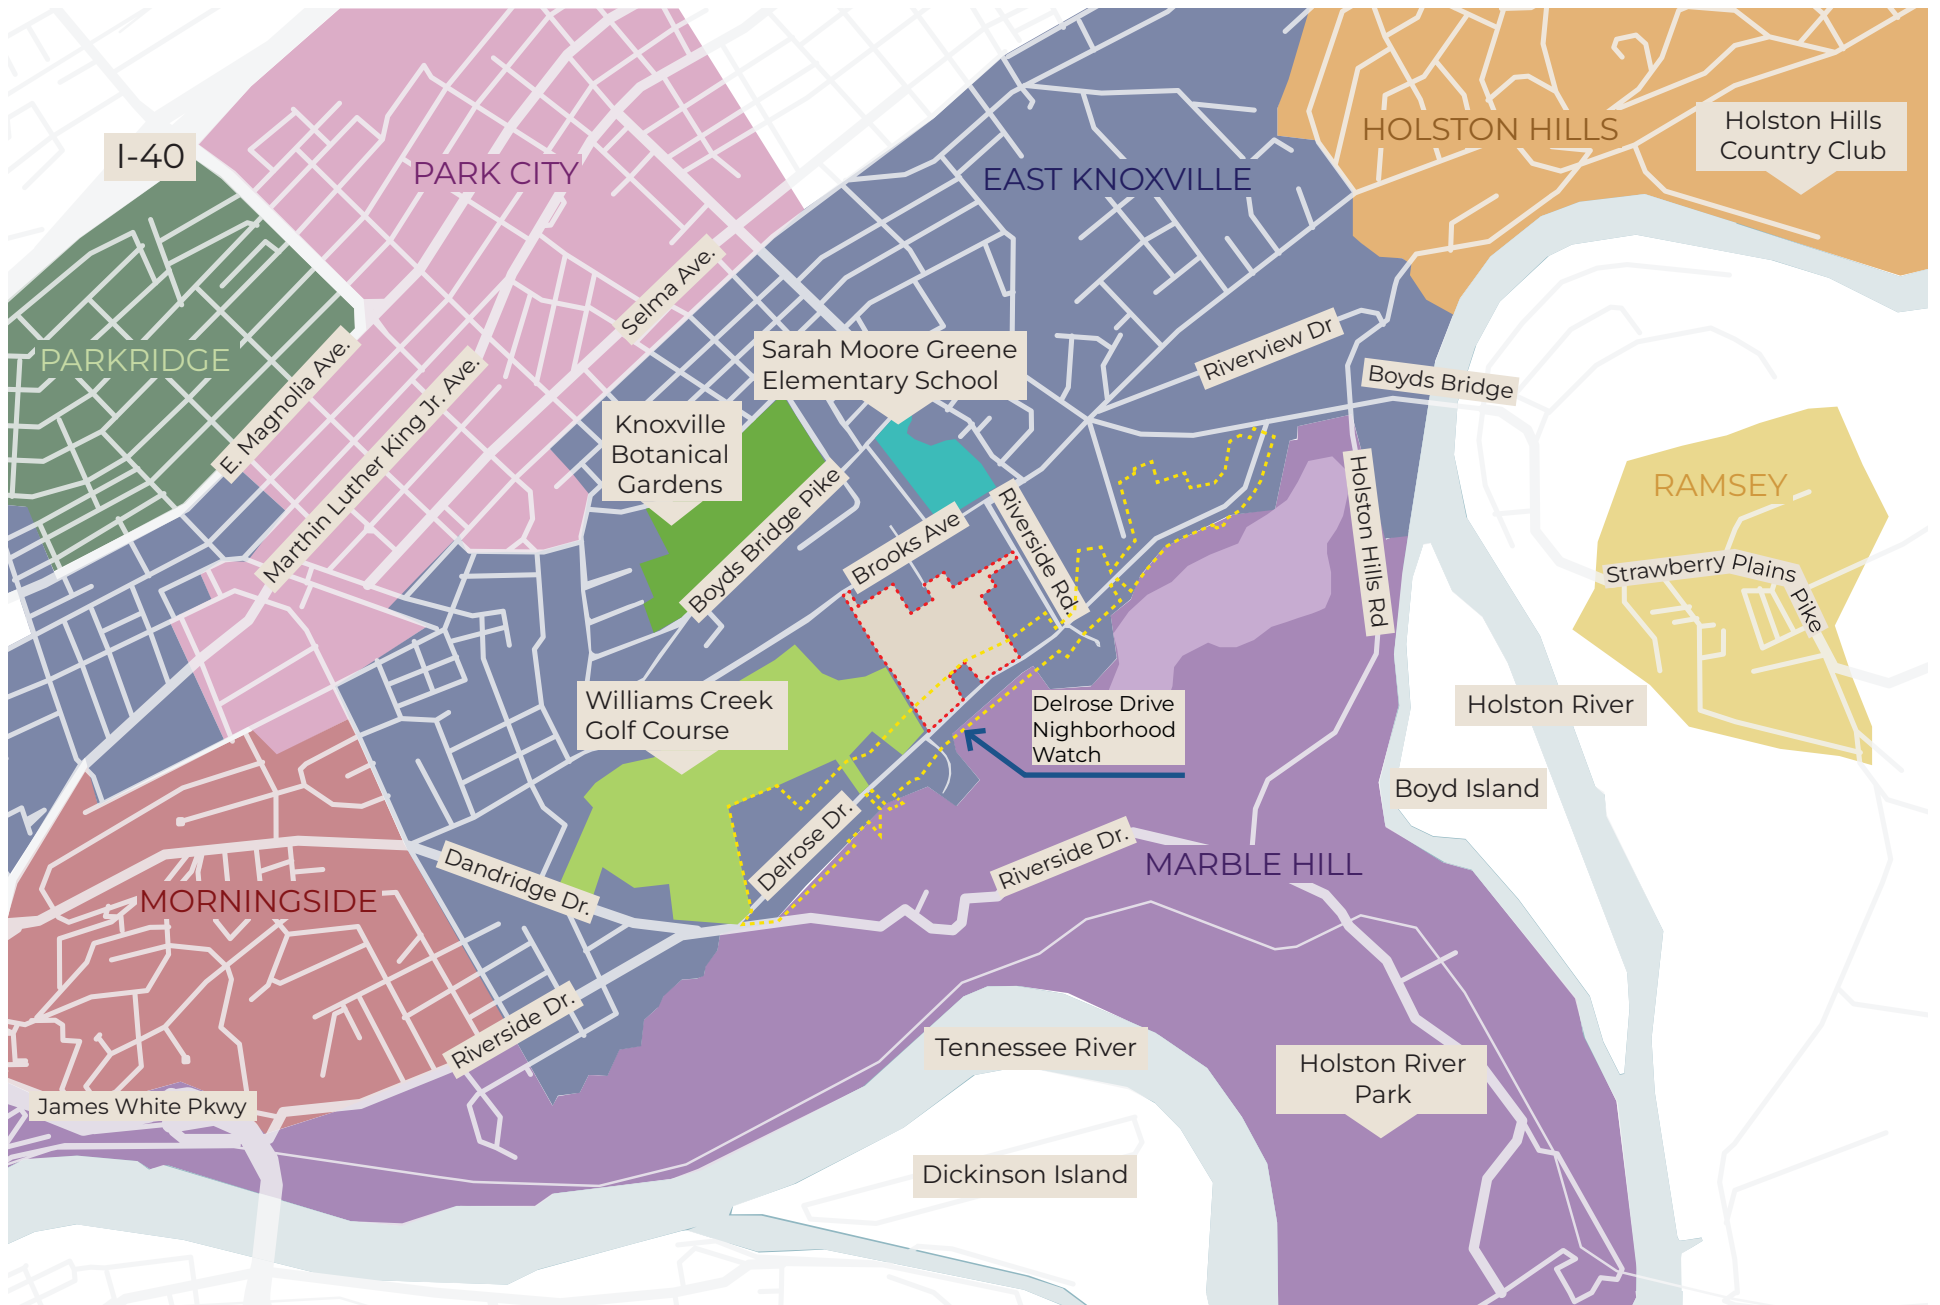 HOLSTON HILLS
Holston Hills
Country Club
I-40
PARK CITY
EAST KNOXVILLE
Selma Ave.
Riverview Dr
PARKRIDGE
E. Magnolia Ave.
Sarah Moore Greene
Elementary School
Boyds Bridge
Marthin Luther King Jr. Ave.
Knoxville
Botanical
Gardens
Boyds Bridge Pike
Brooks Ave
Riverside Rd.
Holston Hills Rd
RAMSEY
Strawberry Plains
Pike
Williams Creek
Golf Course
Delrose Drive
Nighborhood
Watch
Holston River
Boyd Island
Delrose Dr.
Riverside Dr.
MARBLE HILL
Dandridge Dr.
MORNINGSIDE
Riverside Dr.
Tennessee River
Holston River
Park
James White Pkwy
Dickinson Island